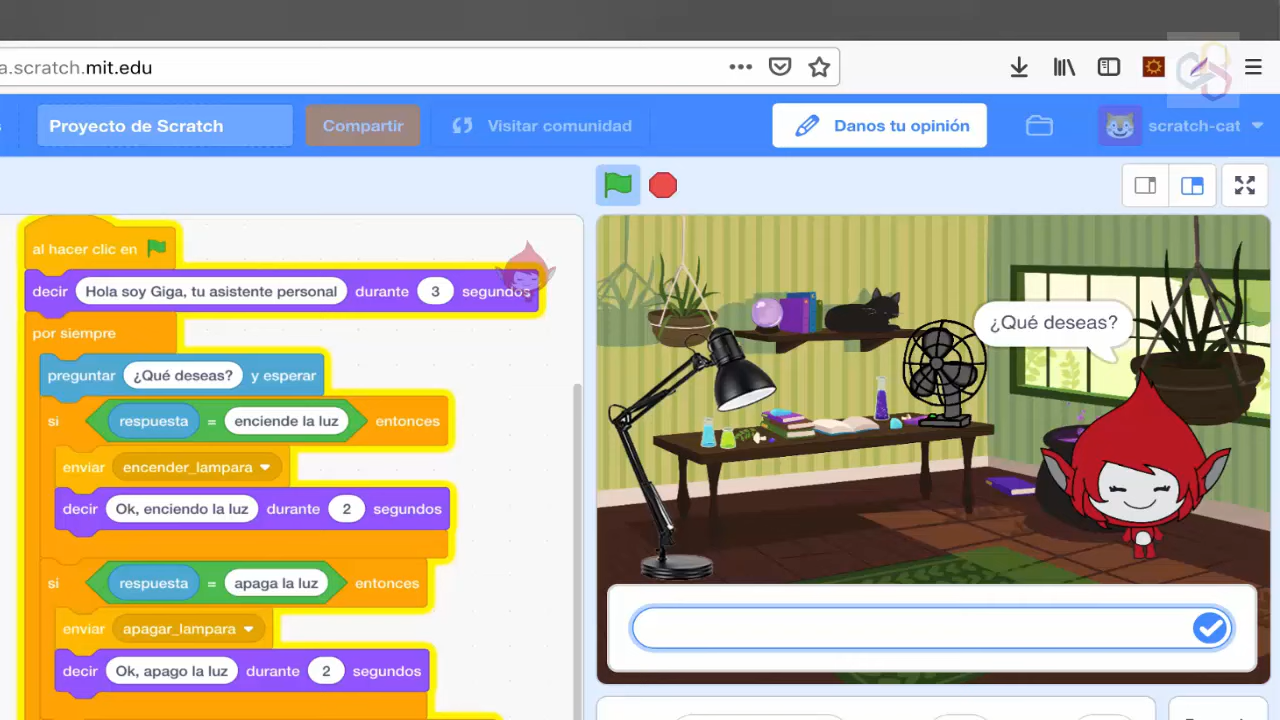 a.scratch.mit.edu
Proyecto de Scratch
Compartir
Visitar comunidad
Danos tu opinión
scratch-cat
al hacer clic en
decir Hola soy Giga, tu asistente personal durante 3 segundos
por siempre
preguntar ¿Qué deseas? y esperar
si respuesta = enciende la luz entonces
enviar encender_lampara
decir Ok, enciendo la luz durante 2 segundos
si respuesta = apaga la luz entonces
enviar apagar_lampara
decir Ok, apago la luz durante 2 segundos
¿Qué deseas?